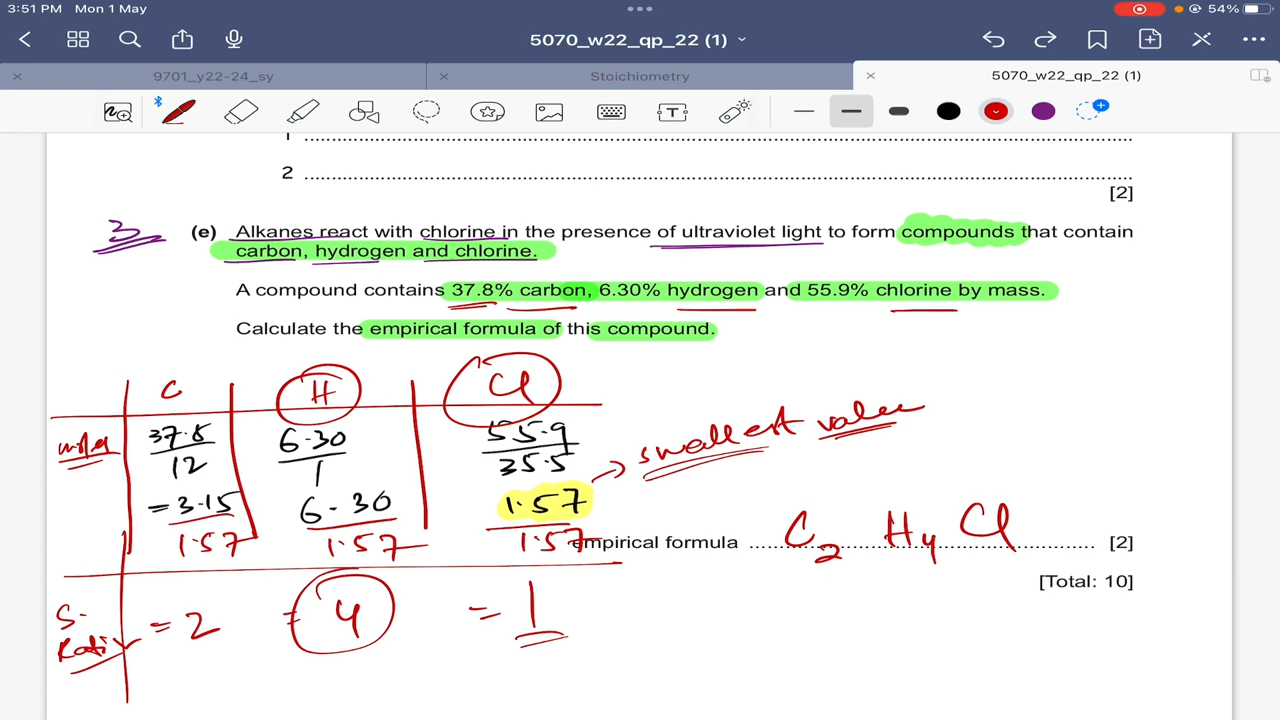 3:51 PM Mon 1 May
54%
5070_w22_qp_22 (1)
9701_y22-24_sy
Stoichiometry
5070_w22_qp_22 (1)
T
1 ........................................
2 ........................................
[2]
3
(e) Alkanes react with chlorine in the presence of ultraviolet light to form compounds that contain
carbon, hydrogen and chlorine.
A compound contains 37.8% carbon, 6.30% hydrogen and 55.9% chlorine by mass.
Calculate the empirical formula of this compound.
C H Cl
moles 37.8/12 6.30/1 55.9/35.5
smallest value
= 3.15/1.57 6.30/1.57 1.57/1.57
empirical formula ........ C2 H4 Cl ........ [2]
[Total: 10]
S.
Ratio = 2 = 4 = 1